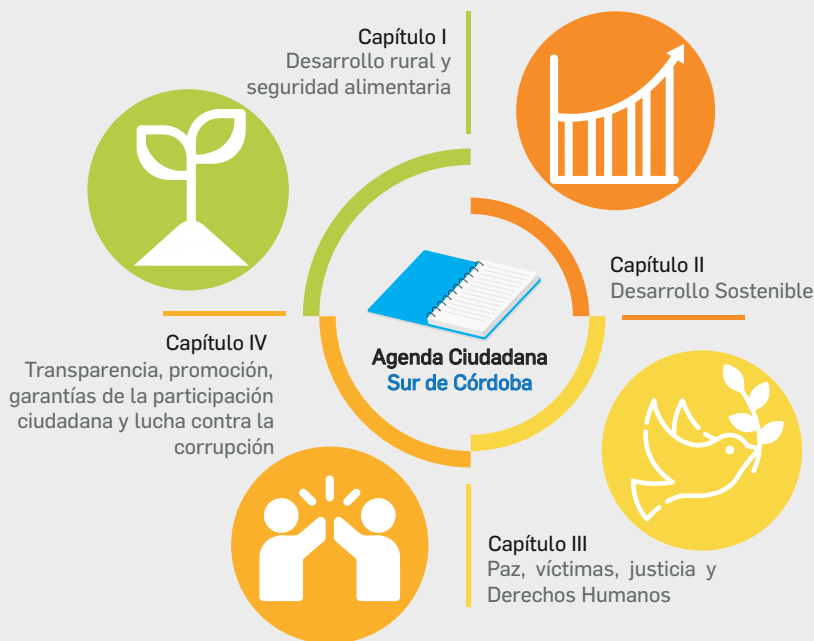 Capítulo I
Desarrollo rural y
seguridad alimentaria
Capítulo II
Desarrollo Sostenible
Agenda Ciudadana
Sur de Córdoba
Capítulo IV
Transparencia, promoción,
garantías de la participación
ciudadana y lucha contra la
corrupción
Capítulo III
Paz, víctimas, justicia y
Derechos Humanos